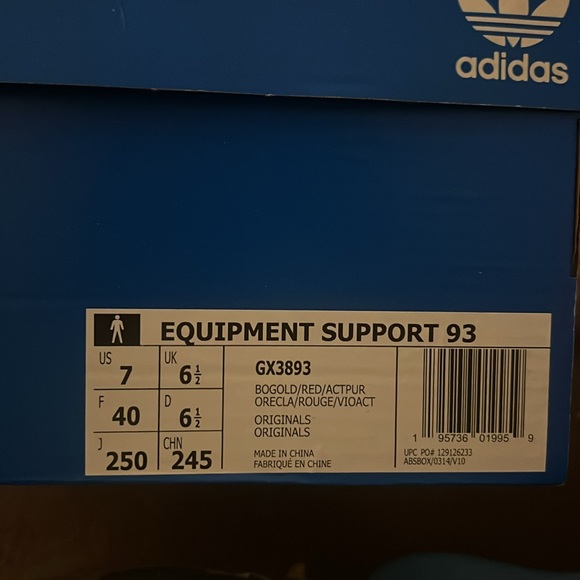 adidas
EQUIPMENT SUPPORT 93
US 7 UK 6½
F 40 D 6½
J 250 CHN 245
GX3893
BOGOLD/RED/ACTPUR
ORECLA/ROUGE/VIOACT
ORIGINALS
ORIGINALS
MADE IN CHINA
FABRIQUÉ EN CHINE
1 95736 01995 9
UPC PO# 129126233
ABSBOX/0314/V10